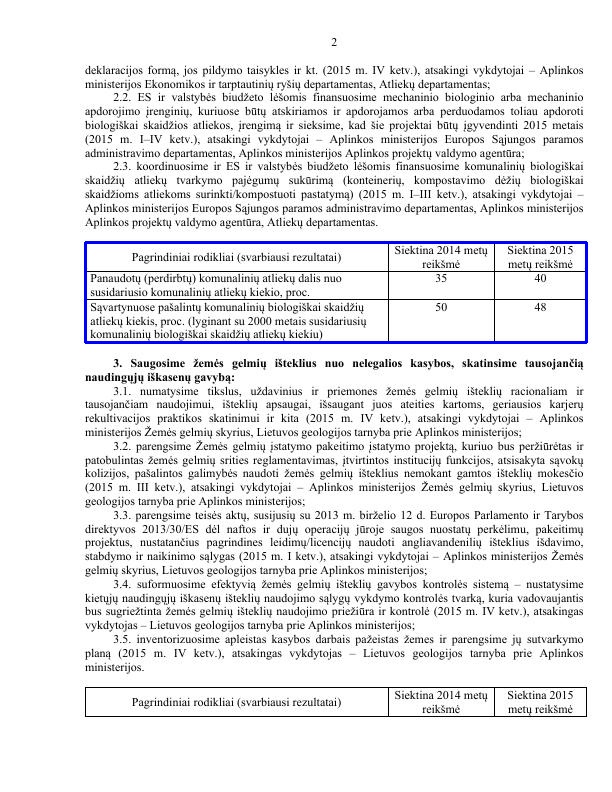 2
deklaracijos formą, jos pildymo taisykles ir kt. (2015 m. IV ketv.), atsakingi vykdytojai – Aplinkos
ministerijos Ekonomikos ir tarptautinių ryšių departamentas, Atliekų departamentas;
2.2. ES ir valstybės biudžeto lėšomis finansuosime mechaninio biologinio arba mechaninio
apdorojimo įrenginių, kuriuose būtų atskiriamos ir apdorojamos arba perduodamos toliau apdoroti
biologiškai skaidžios atliekos, įrengimą ir sieksime, kad šie projektai būtų įgyvendinti 2015 metais
(2015 m. I–IV ketv.), atsakingi vykdytojai – Aplinkos ministerijos Europos Sąjungos paramos
administravimo departamentas, Aplinkos ministerijos Aplinkos projektų valdymo agentūra;
2.3. koordinuosime ir ES ir valstybės biudžeto lėšomis finansuosime komunalinių biologiškai
skaidžių atliekų tvarkymo pajėgumų sukūrimą (konteinerių, kompostavimo dėžių biologiškai
skaidžioms atliekoms surinkti/kompostuoti pastatymą) (2015 m. I–III ketv.), atsakingi vykdytojai –
Aplinkos ministerijos Europos Sąjungos paramos administravimo departamentas, Aplinkos ministerijos
Aplinkos projektų valdymo agentūra, Atliekų departamentas.
Pagrindiniai rodikliai (svarbiausi rezultatai) Siektina 2014 metų reikšmė Siektina 2015 metų reikšmė
Panaudotų (perdirbtų) komunalinių atliekų dalis nuo 35 40
susidariusio komunalinių atliekų kiekio, proc.
Sąvartynuose pašalintų komunalinių biologiškai skaidžių 50 48
atliekų kiekis, proc. (lyginant su 2000 metais susidariusių
komunalinių biologiškai skaidžių atliekų kiekiu)
3. Saugosime žemės gelmių išteklius nuo nelegalios kasybos, skatinsime tausojančią
naudingųjų iškasenų gavybą:
3.1. numatysime tikslus, uždavinius ir priemones žemės gelmių išteklių racionaliam ir
tausojančiam naudojimui, išteklių apsaugai, išsaugant juos ateities kartoms, geriausios karjerų
rekultivacijos praktikos skatinimui ir kita (2015 m. IV ketv.), atsakingi vykdytojai – Aplinkos
ministerijos Žemės gelmių skyrius, Lietuvos geologijos tarnyba prie Aplinkos ministerijos;
3.2. parengsime Žemės gelmių įstatymo pakeitimo įstatymo projektą, kuriuo bus peržiūrėtas ir
patobulintas žemės gelmių srities reglamentavimas, įtvirtintos institucijų funkcijos, atsisakyta sąvokų
kolizijos, pašalintos galimybės naudoti žemės gelmių išteklius nemokant gamtos išteklių mokesčio
(2015 m. III ketv.), atsakingi vykdytojai – Aplinkos ministerijos Žemės gelmių skyrius, Lietuvos
geologijos tarnyba prie Aplinkos ministerijos;
3.3. parengsime teisės aktų, susijusių su 2013 m. birželio 12 d. Europos Parlamento ir Tarybos
direktyvos 2013/30/ES dėl naftos ir dujų operacijų jūroje saugos nuostatų perkėlimu, pakeitimų
projektus, nustatančius pagrindines leidimų/licencijų naudoti angliavandenilių išteklius išdavimo,
stabdymo ir naikinimo sąlygas (2015 m. I ketv.), atsakingi vykdytojai – Aplinkos ministerijos Žemės
gelmių skyrius, Lietuvos geologijos tarnyba prie Aplinkos ministerijos;
3.4. suformuosime efektyvią žemės gelmių išteklių gavybos kontrolės sistemą – nustatysime
kietųjų naudingųjų iškasenų išteklių naudojimo sąlygų vykdymo kontrolės tvarką, kuria vadovaujantis
bus sugriežtinta žemės gelmių išteklių naudojimo priežiūra ir kontrolė (2015 m. IV ketv.), atsakingas
vykdytojas – Lietuvos geologijos tarnyba prie Aplinkos ministerijos;
3.5. inventorizuosime apleistas kasybos darbais pažeistas žemes ir parengsime jų sutvarkymo
planą (2015 m. IV ketv.), atsakingas vykdytojas – Lietuvos geologijos tarnyba prie Aplinkos
ministerijos.
Pagrindiniai rodikliai (svarbiausi rezultatai) Siektina 2014 metų reikšmė Siektina 2015 metų reikšmė